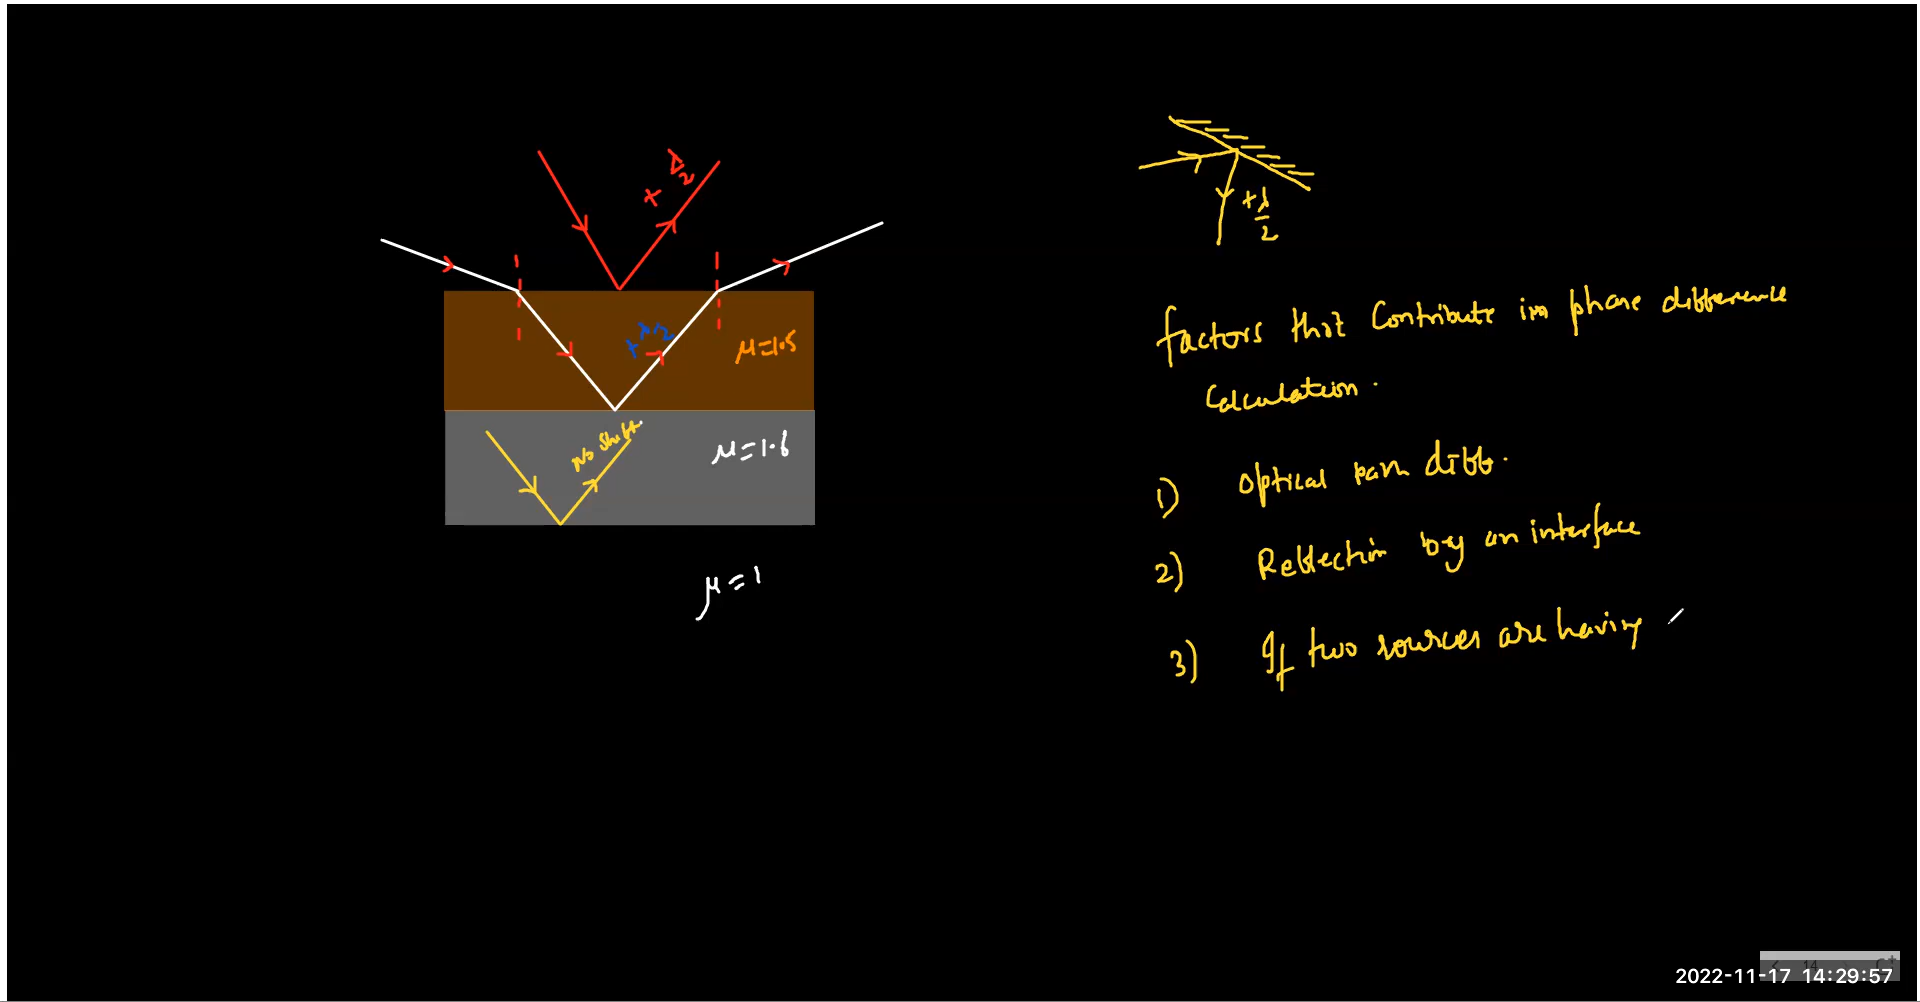 + λ/2
+ λ/2
+ λ/2
μ=1.5
No Shift
μ=1.6
μ=1
factors that Contribute in phase difference
Calculation.
1) Optical path diff.
2) Reflection by an interface
3) If two sources are having
14
2022-11-17 14:29:57